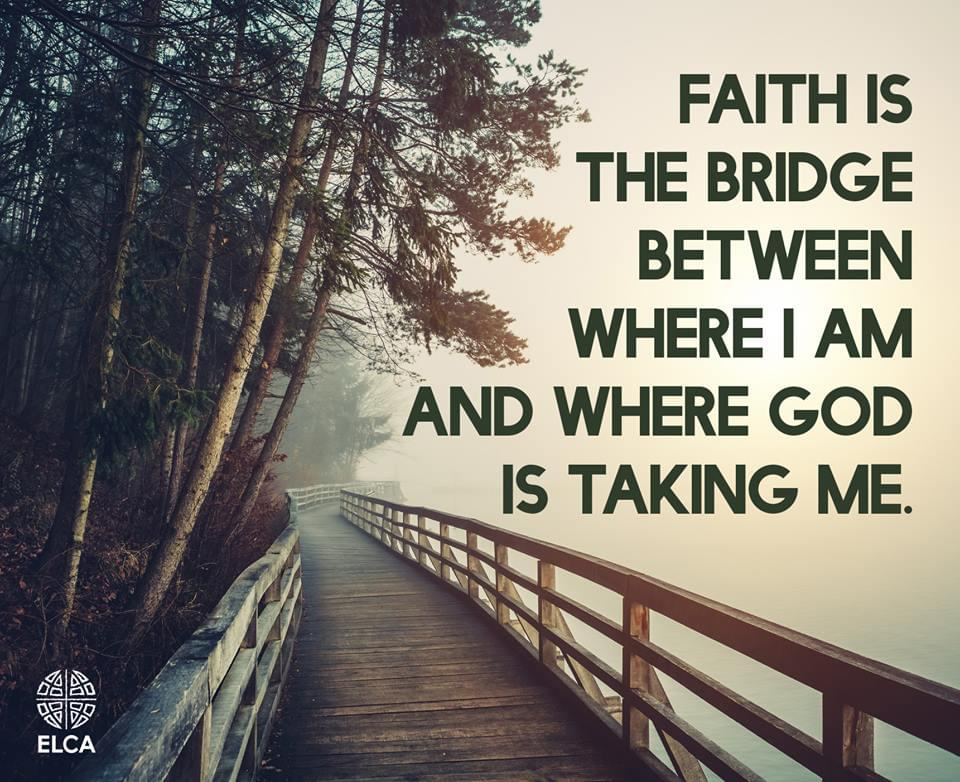 FAITH IS
THE BRIDGE
BETWEEN
WHERE I AM
AND WHERE GOD
IS TAKING ME.
ELCA